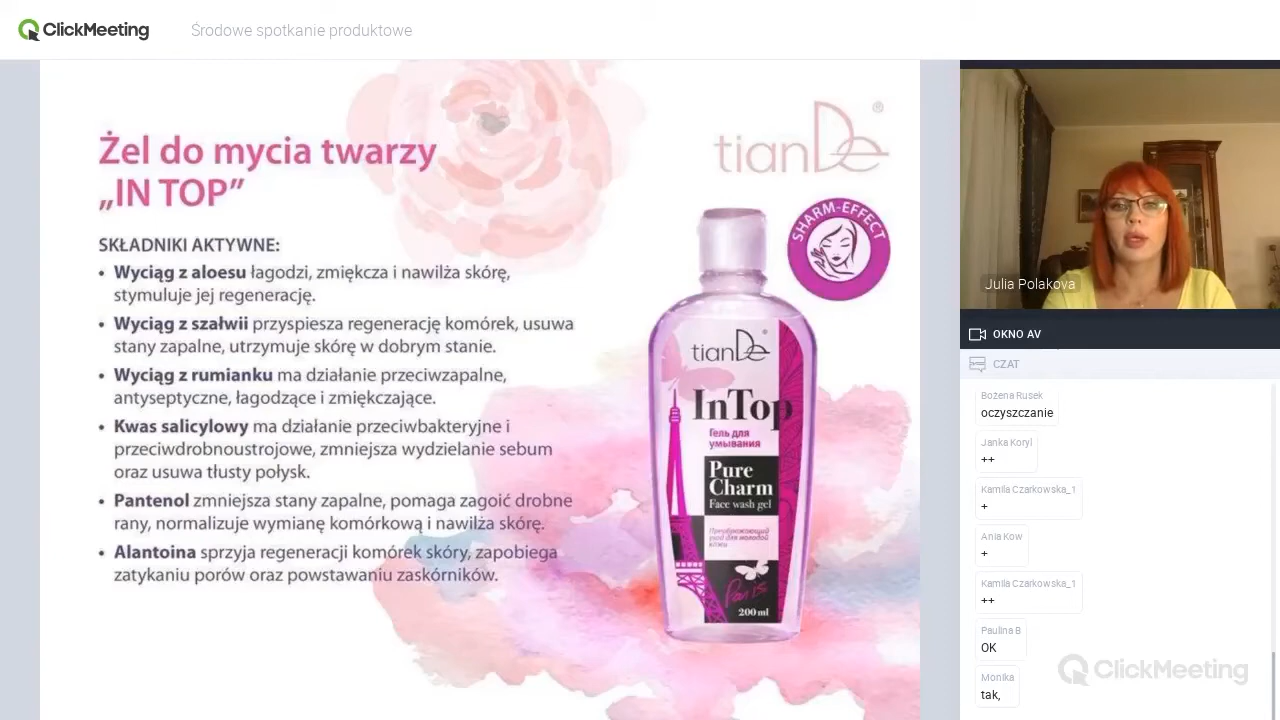 ClickMeeting
Środowe spotkanie produktowe
Żel do mycia twarzy
„IN TOP”
SKŁADNIKI AKTYWNE:
• Wyciąg z aloesu łagodzi, zmiękcza i nawilża skórę,
stymuluje jej regenerację.
• Wyciąg z szałwii przyspiesza regenerację komórek, usuwa
stany zapalne, utrzymuje skórę w dobrym stanie.
• Wyciąg z rumianku ma działanie przeciwzapalne,
antyseptyczne, łagodzące i zmiękczające.
• Kwas salicylowy ma działanie przeciwbakteryjne i
przeciwdrobnoustrojowe, zmniejsza wydzielanie sebum
oraz usuwa tłusty połysk.
• Pantenol zmniejsza stany zapalne, pomaga zagoić drobne
rany, normalizuje wymianę komórkową i nawilża skórę.
• Alantoina sprzyja regeneracji komórek skóry, zapobiega
zatykaniu porów oraz powstawaniu zaskórników.
tianDe®
SHARM-EFFECT
tianDe®
InTop
Гель для
умывания
Pure
Charm
Face wash gel
Преображающий
уход для молодой
кожи
Paris
200 ml
Julia Polakova
OKNO AV
CZAT
Bożena Rusek
oczyszczanie
Janka Koryl
++
Kamila Czarkowska_1
+
Ania Kow
+
Kamila Czarkowska_1
++
Paulina B
OK
Monika
tak,
ClickMeeting